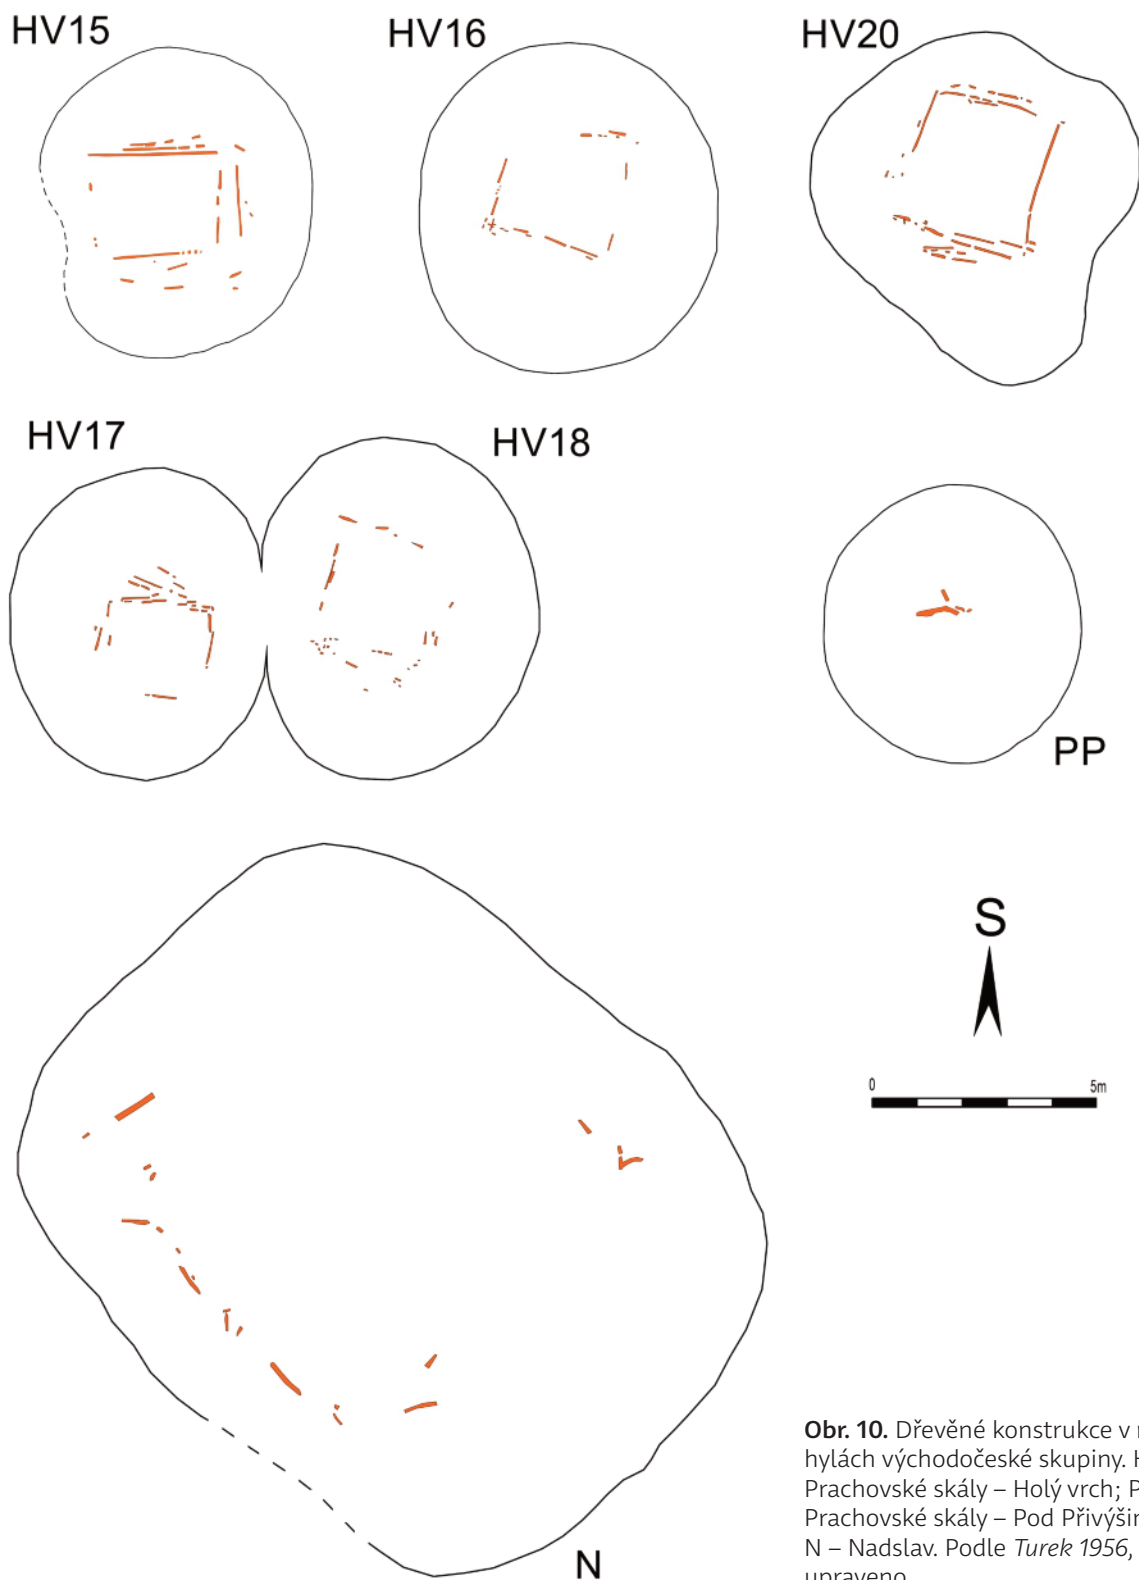 HV15
HV16
HV20
HV17
HV18
PP
S
0 5m
N
Obr. 10. Dřevěné konstrukce v
hylách východočeské skupiny.
Prachovské skály – Holý vrch;
Prachovské skály – Pod
N – Nadslav. Podle Turek 1956,
upraveno